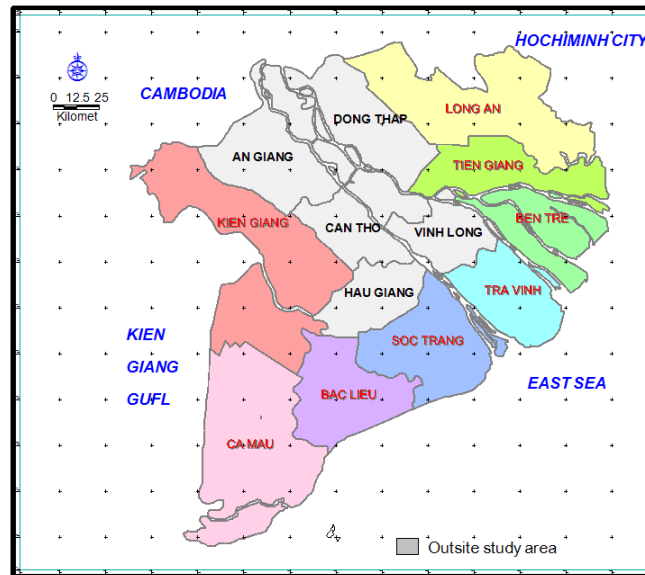 HOCHIMINH CITY
CAMBODIA
0 12.5 25
Kilomet
LONG AN
DONG THAP
AN GIANG
TIEN GIANG
KIEN GIANG
CAN THO
VINH LONG
BEN TRE
HAU GIANG
TRA VINH
KIEN
GIANG
GUFL
SOC TRANG
EAST SEA
BAC LIEU
CA MAU
Outsite study area